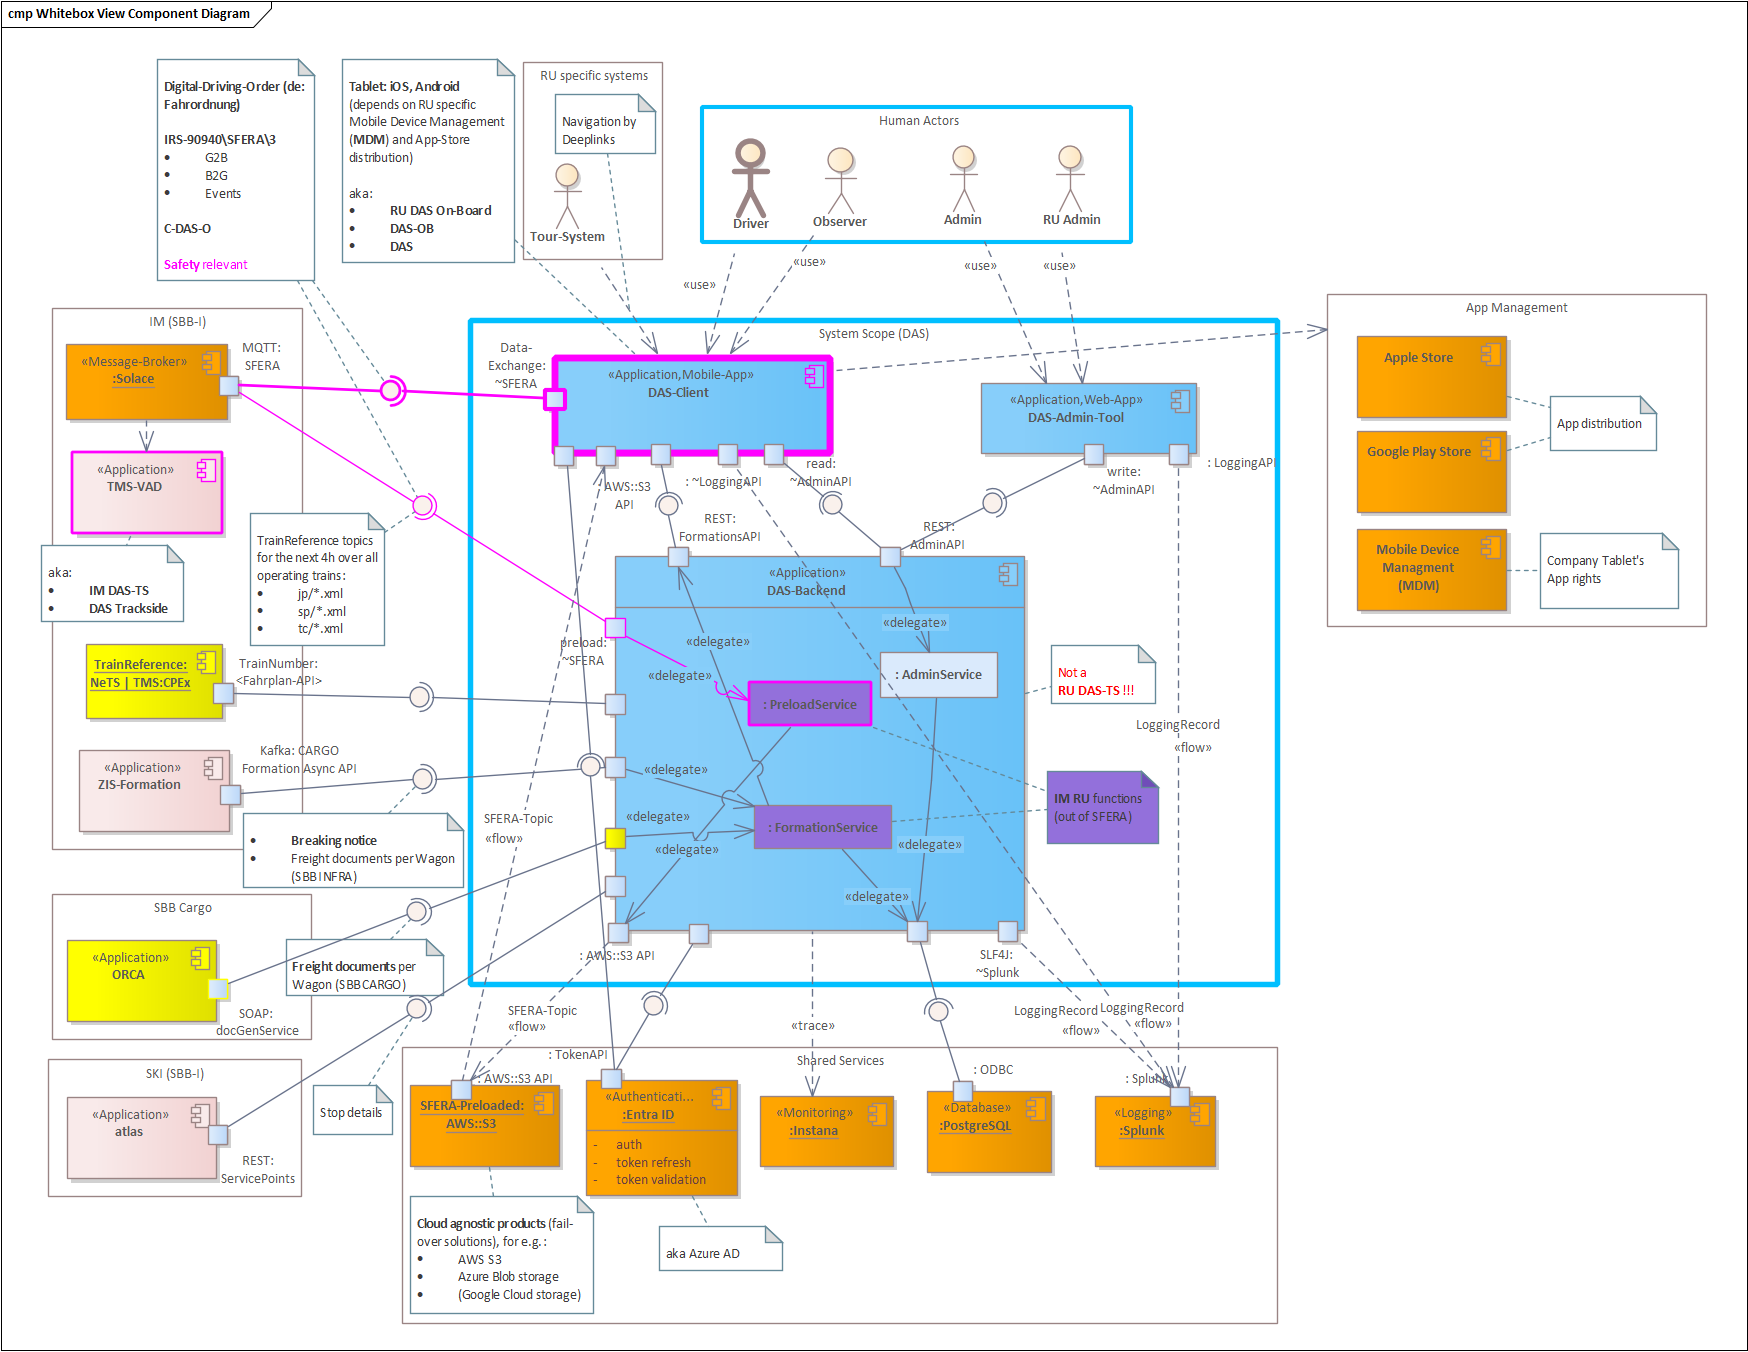 cmp Whitebox View Component Diagram
Digital-Driving-Order (de:
Fahrordnung)
IRS-90940\SFERA\3
• G2B
• B2G
• Events
C-DAS-O
Safety relevant
Tablet: iOS, Android
(depends on RU specific
Mobile Device Management
(MDM) and App-Store
distribution)
aka:
• RU DAS On-Board
• DAS-OB
• DAS
RU specific systems
Navigation by
Deeplinks
Tour-System
Human Actors
Driver
Observer
Admin
RU Admin
«use»
«use»
«use»
«use»
IM (SBB-I)
«Message-Broker»
:Solace
MQTT:
SFERA
«Application»
TMS-VAD
aka:
• IM DAS-TS
• DAS Trackside
TrainReference topics
for the next 4h over all
operating trains:
• jp/*.xml
• sp/*.xml
• tc/*.xml
TrainReference:
NeTS | TMS:CPEx
TrainNumber:
<Fahrplan-API>
«Application»
ZIS-Formation
Kafka: CARGO
Formation Async API
• Breaking notice
• Freight documents per Wagon
(SBB INFRA)
SBB Cargo
«Application»
ORCA
SOAP:
docGenService
Freight documents per
Wagon (SBB CARGO)
SKI (SBB-I)
«Application»
atlas
REST:
ServicePoints
Stop details
System Scope (DAS)
Data-
Exchange:
~SFERA
«Application,Mobile-App»
DAS-Client
«Application,Web-App»
DAS-Admin-Tool
AWS::S3
API
: ~LoggingAPI
read:
~AdminAPI
write:
~AdminAPI
: LoggingAPI
REST:
FormationsAPI
REST:
AdminAPI
«Application»
DAS-Backend
preload:
~SFERA
«delegate»
«delegate»
«delegate»
: AdminService
: PreloadService
«delegate»
: FormationService
«delegate»
«delegate»
«delegate»
«delegate»
Not a
RU DAS-TS !!!
IM RU functions
(out of SFERA)
LoggingRecord
«flow»
SFERA-Topic
«flow»
: AWS::S3 API
SLF4J:
~Splunk
SFERA-Topic
«flow»
«trace»
LoggingRecord
«flow»
LoggingRecord
«flow»
App Management
Apple Store
Google Play Store
App distribution
Mobile Device
Managment
(MDM)
Company Tablet's
App rights
Shared Services
: TokenAPI
: AWS::S3 API
: ODBC
: Splunk
SFERA-Preloaded:
AWS::S3
«Authenticati...
:Entra ID
- auth
- token refresh
- token validation
«Monitoring»
:Instana
«Database»
:PostgreSQL
«Logging»
:Splunk
Cloud agnostic products (fail-
over solutions), for e.g. :
• AWS S3
• Azure Blob storage
• (Google Cloud storage)
aka Azure AD